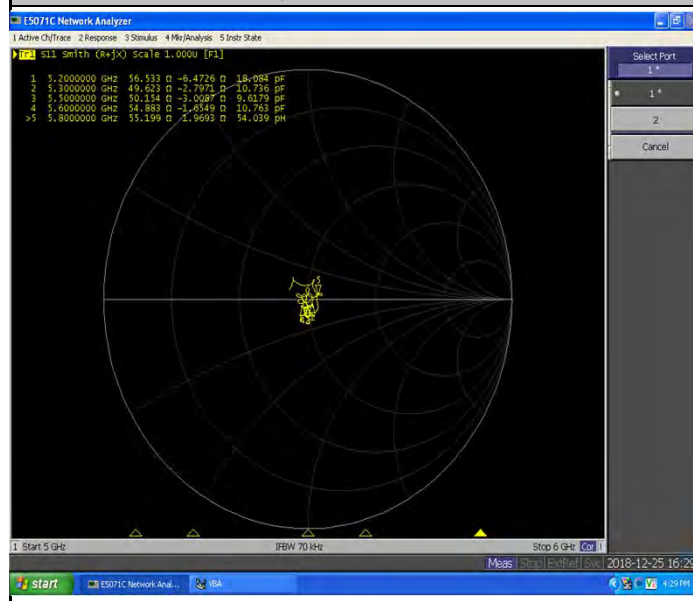 E5071C Network Analyzer
1 Active Ch/Trace 2 Response 3 Stimulus 4 Mkr/Analysis 5 Instr State
Tr1 S11 Smith (R+jX) Scale 1.000U [F1]
1 5.2000000 GHz 56.533 Ω -6.4726 Ω 18.084 pF
2 5.3000000 GHz 49.623 Ω -2.7971 Ω 10.736 pF
3 5.5000000 GHz 50.154 Ω -3.0087 Ω 9.6179 pF
4 5.6000000 GHz 54.883 Ω -1.6549 Ω 10.763 pF
>5 5.8000000 GHz 55.199 Ω 1.9693 Ω 54.039 pH
Select Port
1 *
1 *
2
Cancel
1 Start 5 GHz IFBW 70 kHz Stop 6 GHz Cor !
Meas Stop ExtRef Svc 2018-12-25 16:29
start E5071C Network Anal... VBA 4:29 PM